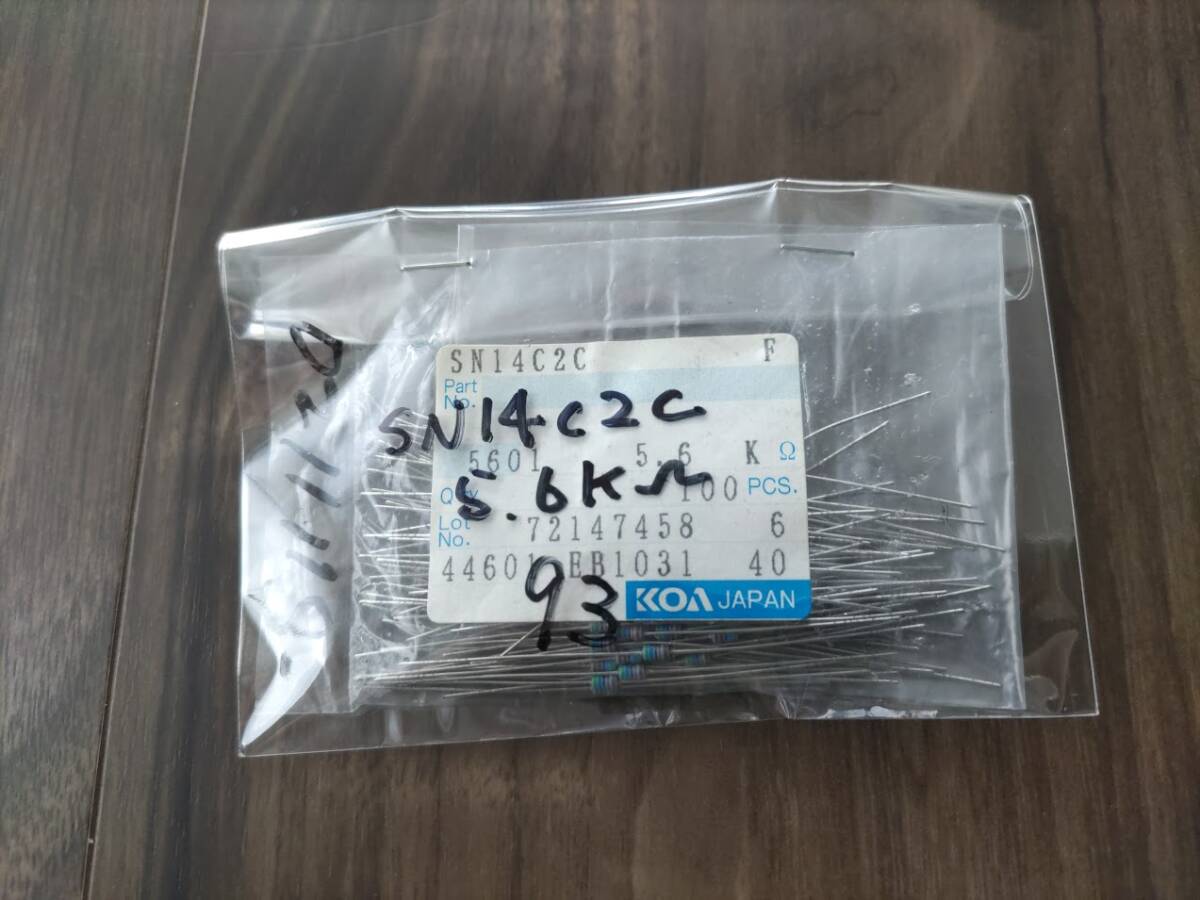 SN14C2C F
Part No.
SN14C2C
5601 5.6 K Ω
5.6KΩ
Qty 100 PCS.
Lot No. 72147458 6
44601 EB1031 40
93
KOA JAPAN